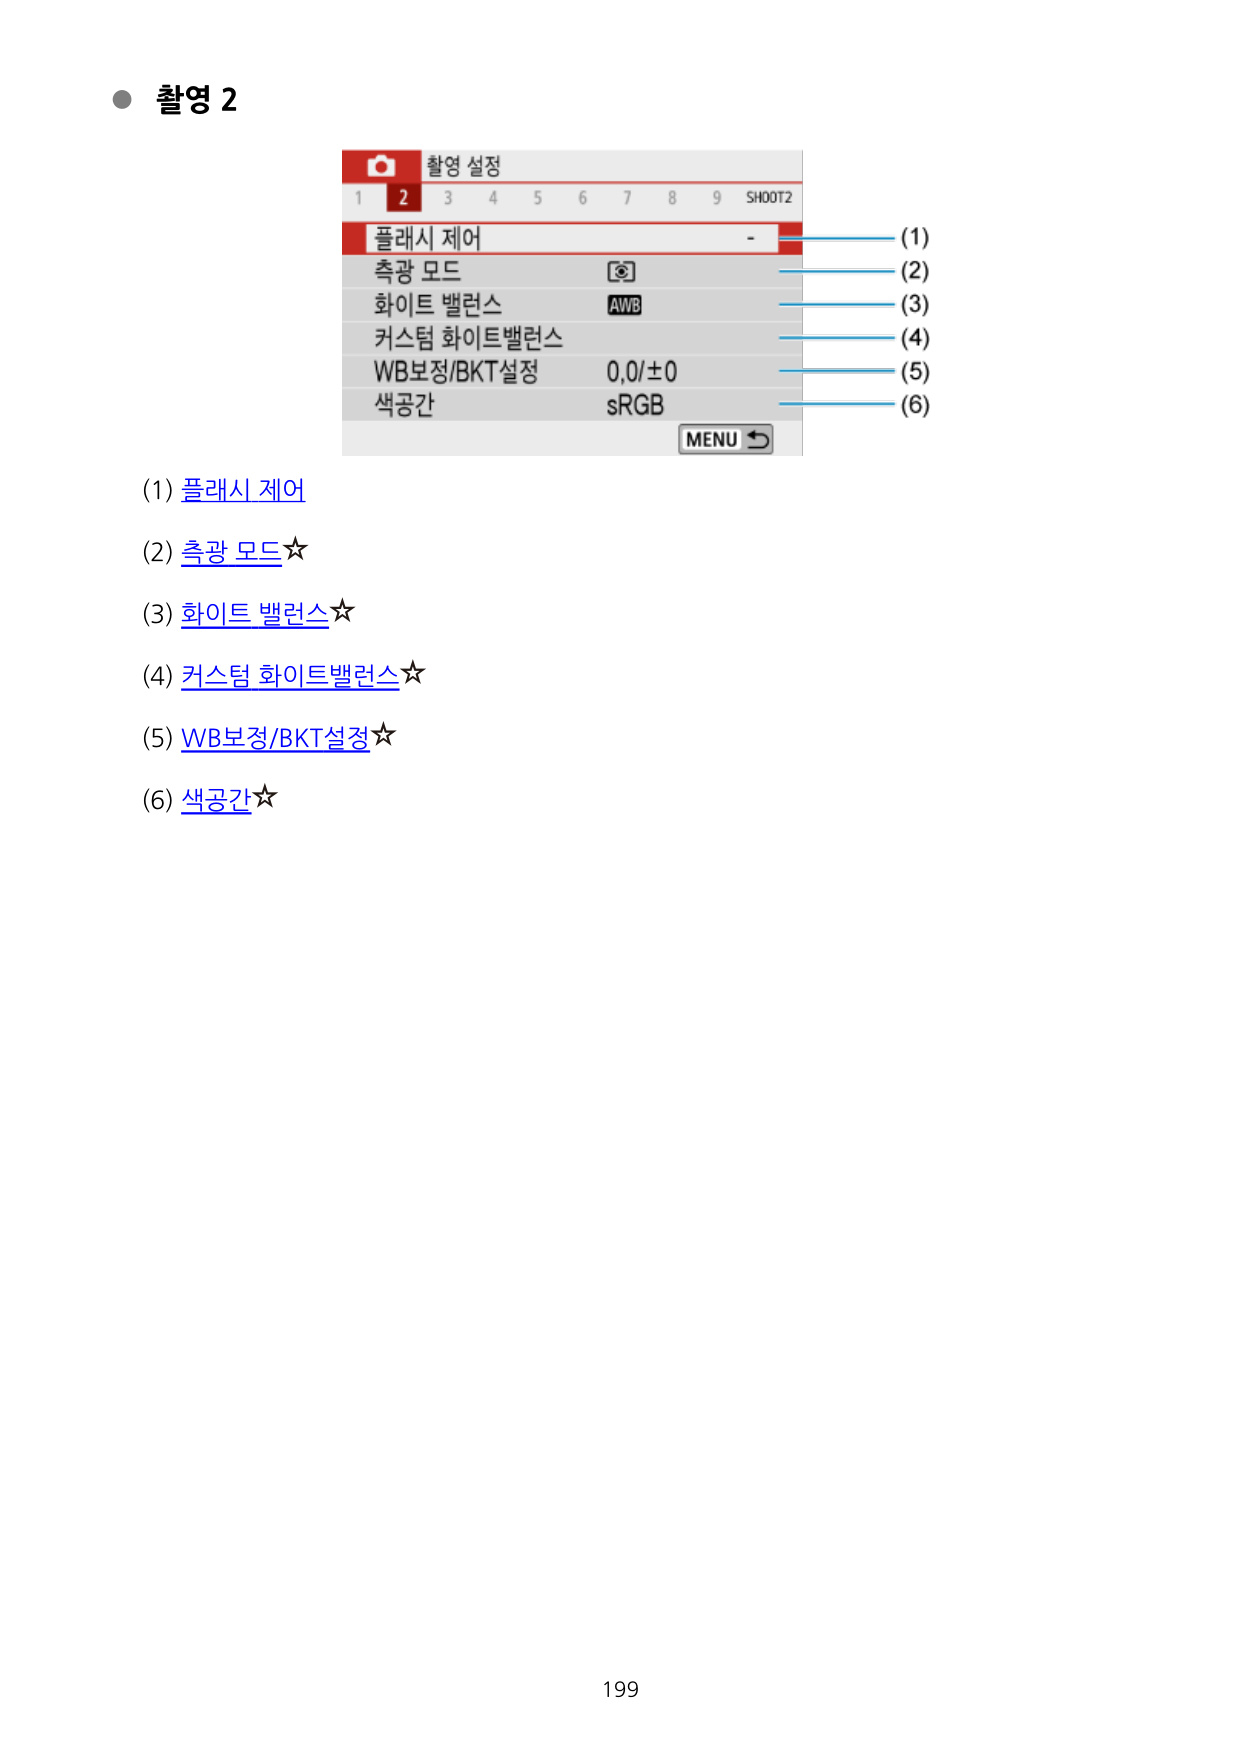 ● 촬영 2
촬영 설정
1 2 3 4 5 6 7 8 9 SHOOT2
플래시 제어 - (1)
측광 모드 (2)
화이트 밸런스 AWB (3)
커스텀 화이트밸런스 (4)
WB보정/BKT설정 0,0/±0 (5)
색공간 sRGB (6)
MENU
(1) 플래시 제어
(2) 측광 모드☆
(3) 화이트 밸런스☆
(4) 커스텀 화이트밸런스☆
(5) WB보정/BKT설정☆
(6) 색공간☆
199